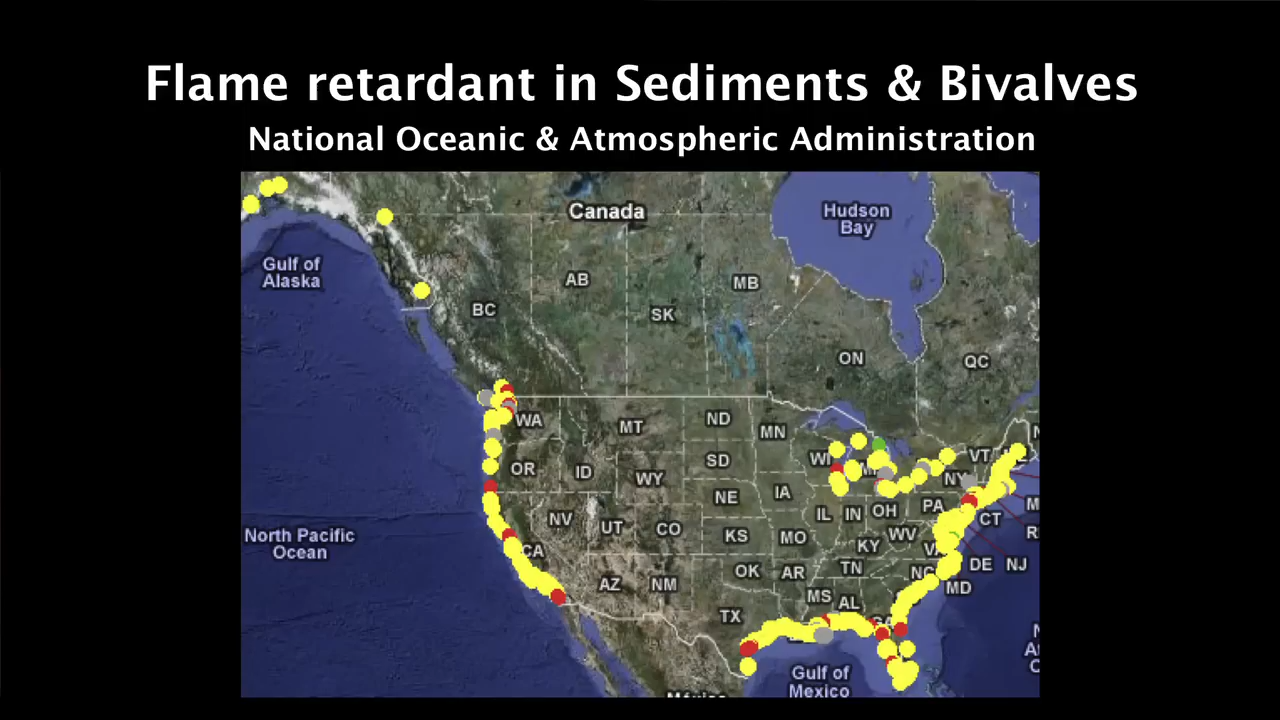 Flame retardant in Sediments & Bivalves
National Oceanic & Atmospheric Administration
Canada
Hudson
Bay
Gulf of
Alaska
AB
MB
BC
SK
ON
QC
WA
MT
ND
MN
OR
ID
SD
WI
VT
WY
NY
NE
IA
PA
NV
UT
CO
IL
IN
OH
CT
KS
MO
WV
North Pacific
Ocean
CA
KY
OK
AR
TN
DE
NJ
AZ
NM
NC
MD
MS
AL
TX
GA
Gulf of
Mexico
México